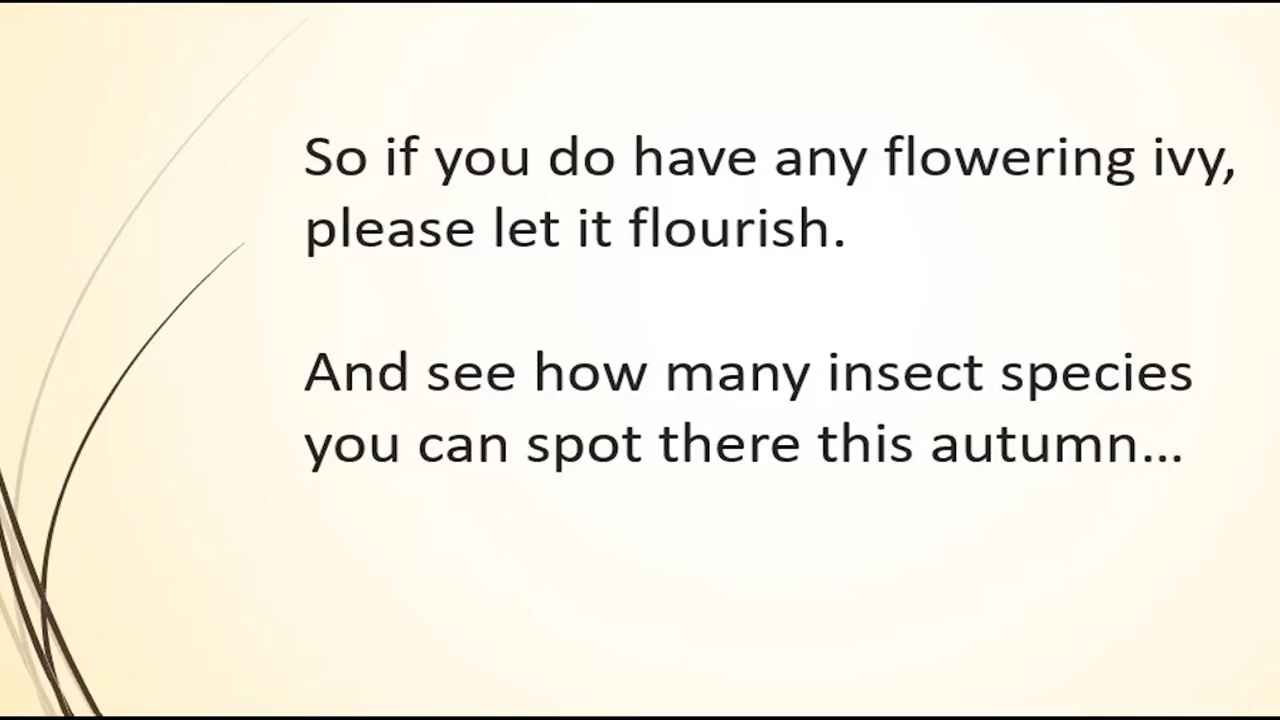 So if you do have any flowering ivy,
please let it flourish.
And see how many insect species
you can spot there this autumn...